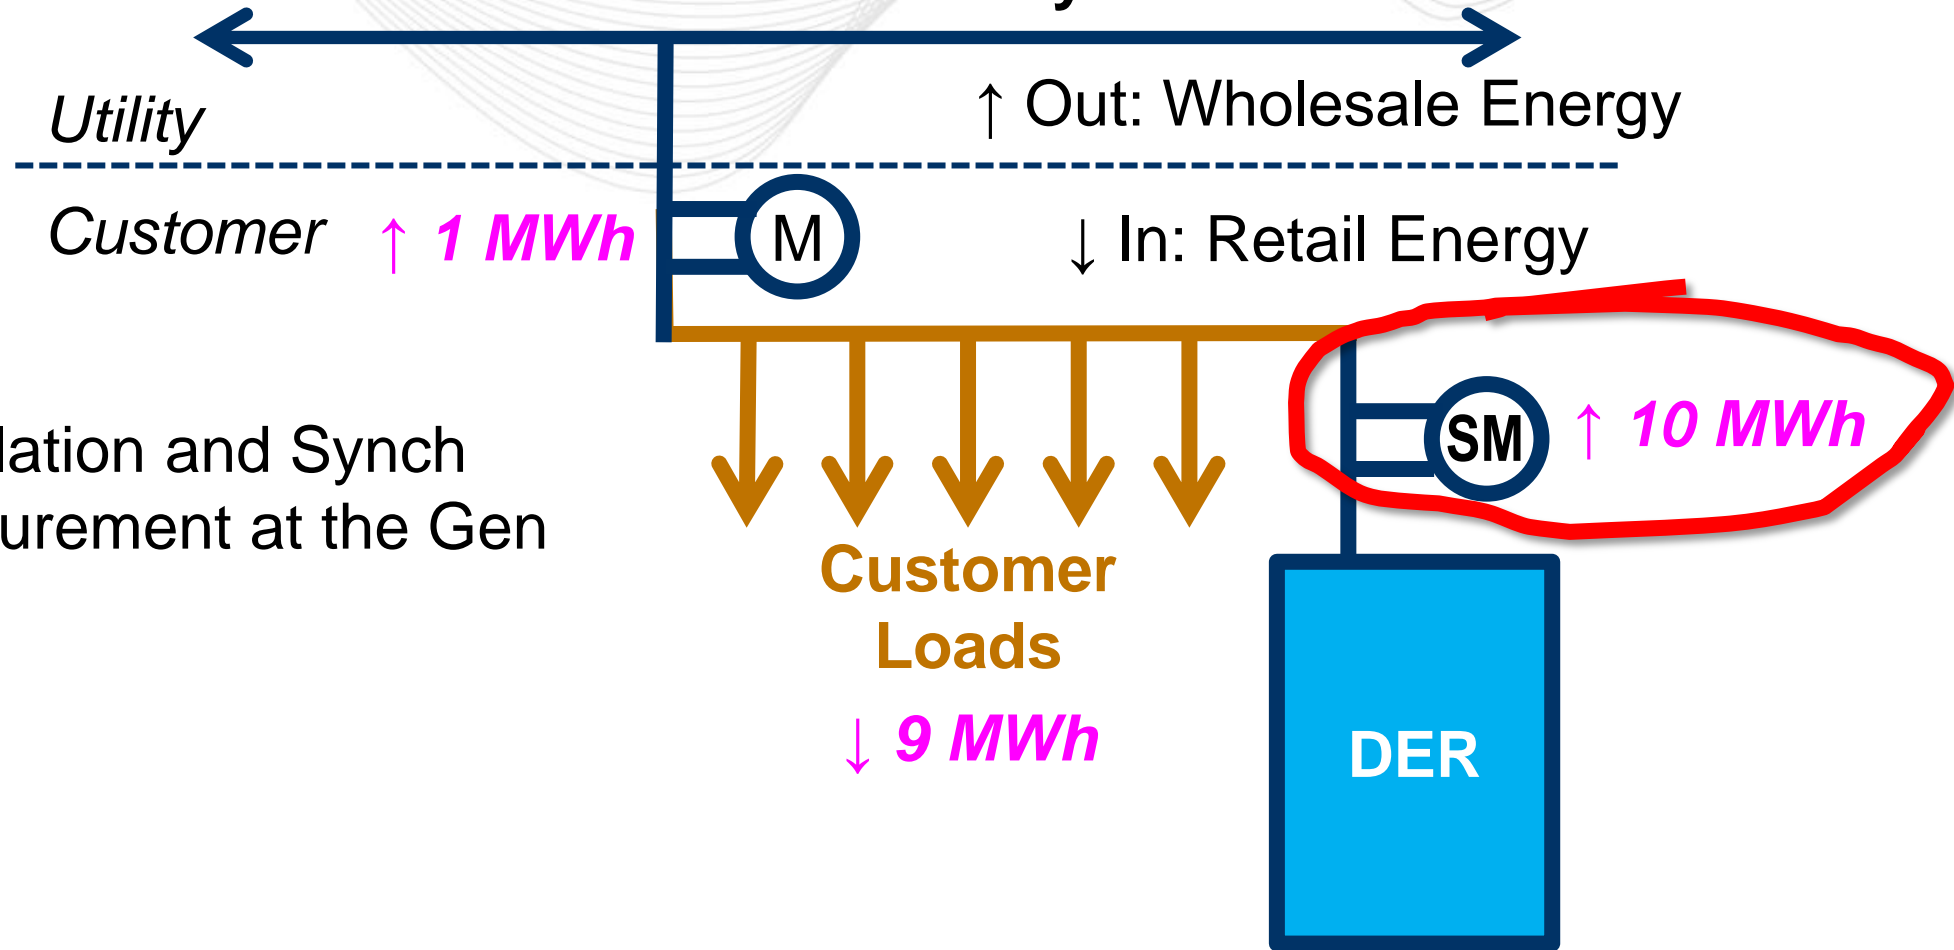 Utility
↑ Out: Wholesale Energy
Customer
↑ 1 MWh
M
↓ In: Retail Energy
SM
↑ 10 MWh
lation and Synch
urement at the Gen
Customer
Loads
↓ 9 MWh
DER